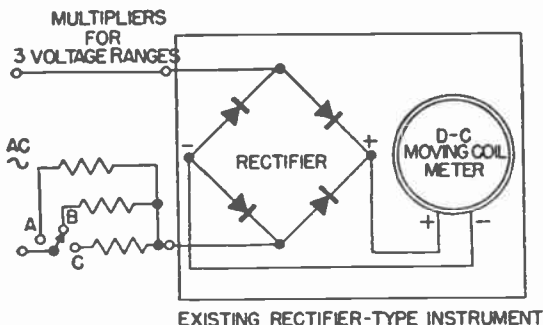 MULTIPLIERS
FOR
3 VOLTAGE RANGES
AC
~
A
B
C
-
RECTIFIER
+
D-C
MOVING COIL
METER
+
-
EXISTING RECTIFIER-TYPE INSTRUMENT